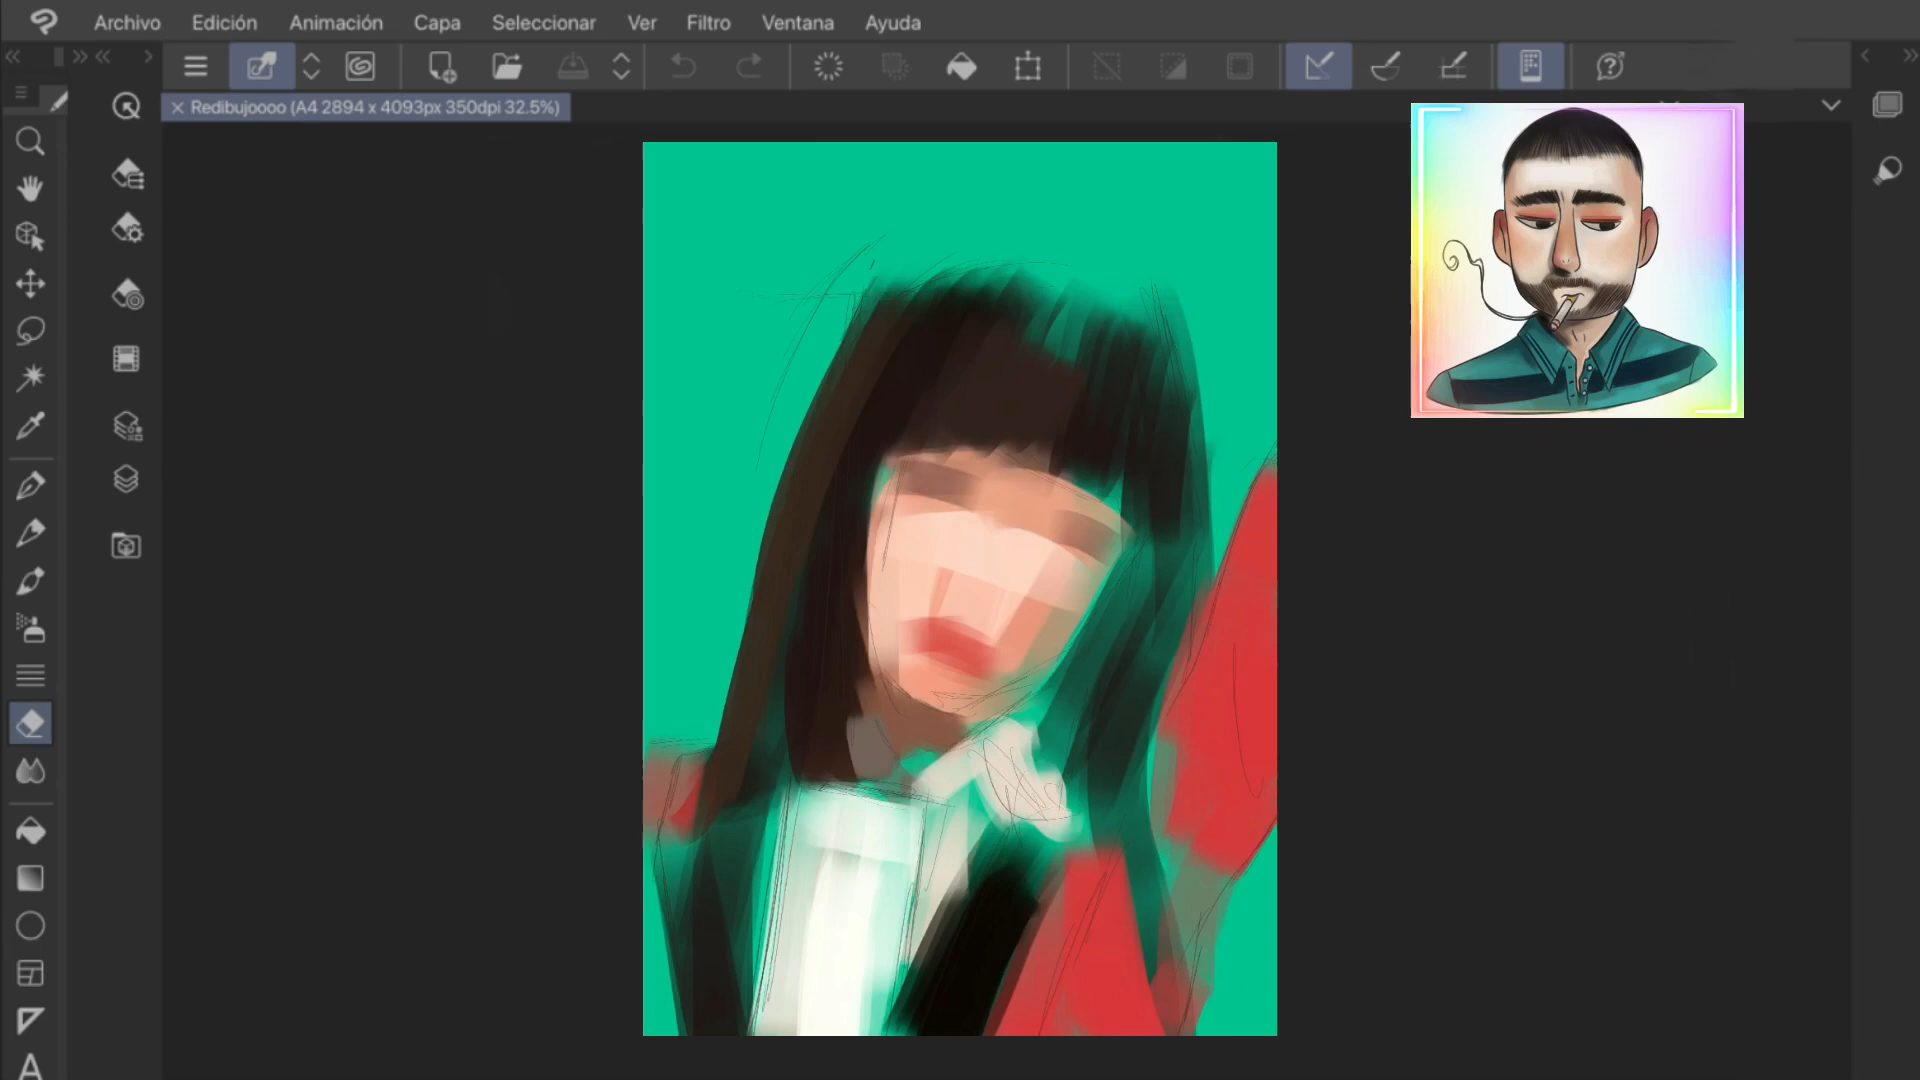 Archivo Edición Animación Capa Seleccionar Ver Filtro Ventana Ayuda
Redibujoooo (A4 2894 x 4093px 350dpi 32.5%)